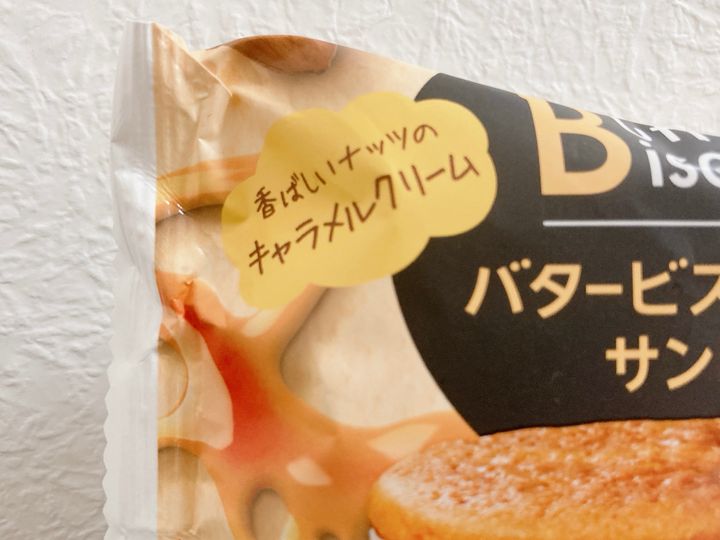 香ばしいナッツの
キャラメルクリーム
バタービス
サン